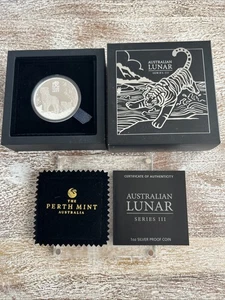 AUSTRALIAN
LUNAR
SERIES III
THE
PERTH MINT
AUSTRALIA
CERTIFICATE OF AUTHENTICITY
AUSTRALIAN
LUNAR
SERIES III
1oz SILVER PROOF COIN